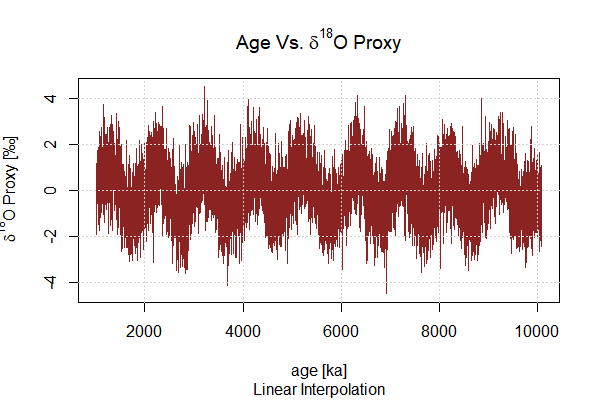 Age Vs. δ¹⁸O Proxy
δ¹⁸O Proxy [‰]
4
2
0
-2
-4
2000 4000 6000 8000 10000
age [ka]
Linear Interpolation